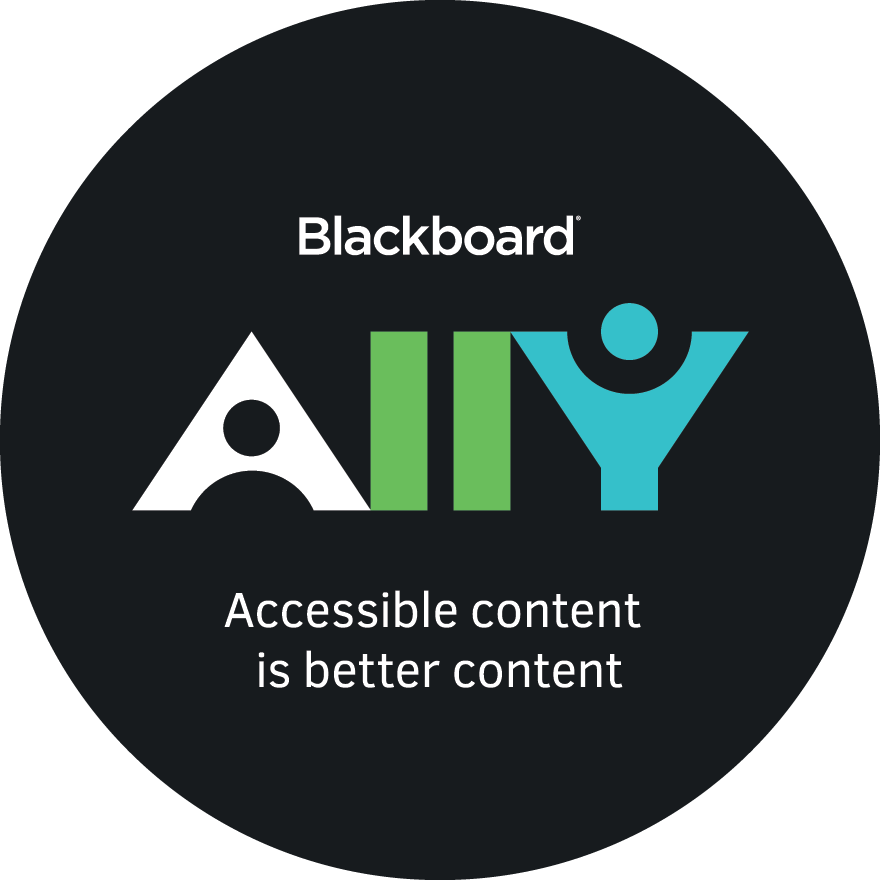 Blackboard®
Ally
Accessible content
is better content